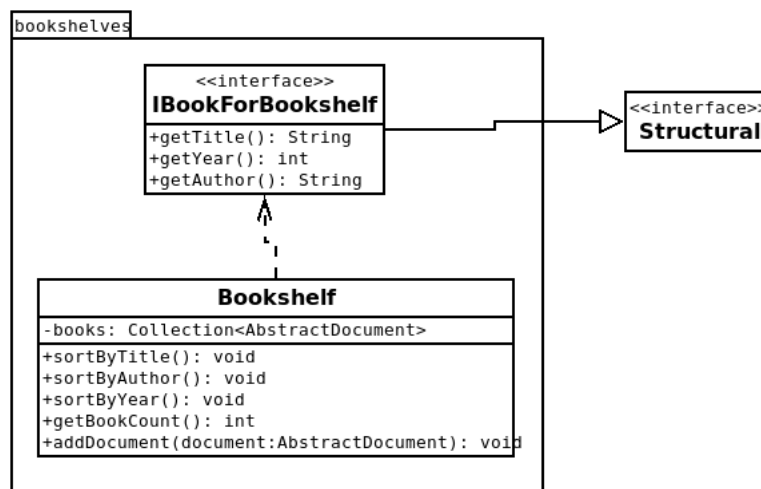 bookshelves
<<interface>>
IBookForBookshelf
+getTitle(): String
+getYear(): int
+getAuthor(): String
<<interface>>
Structural
Bookshelf
-books: Collection<AbstractDocument>
+sortByTitle(): void
+sortByAuthor(): void
+sortByYear(): void
+getBookCount(): int
+addDocument(document:AbstractDocument): void